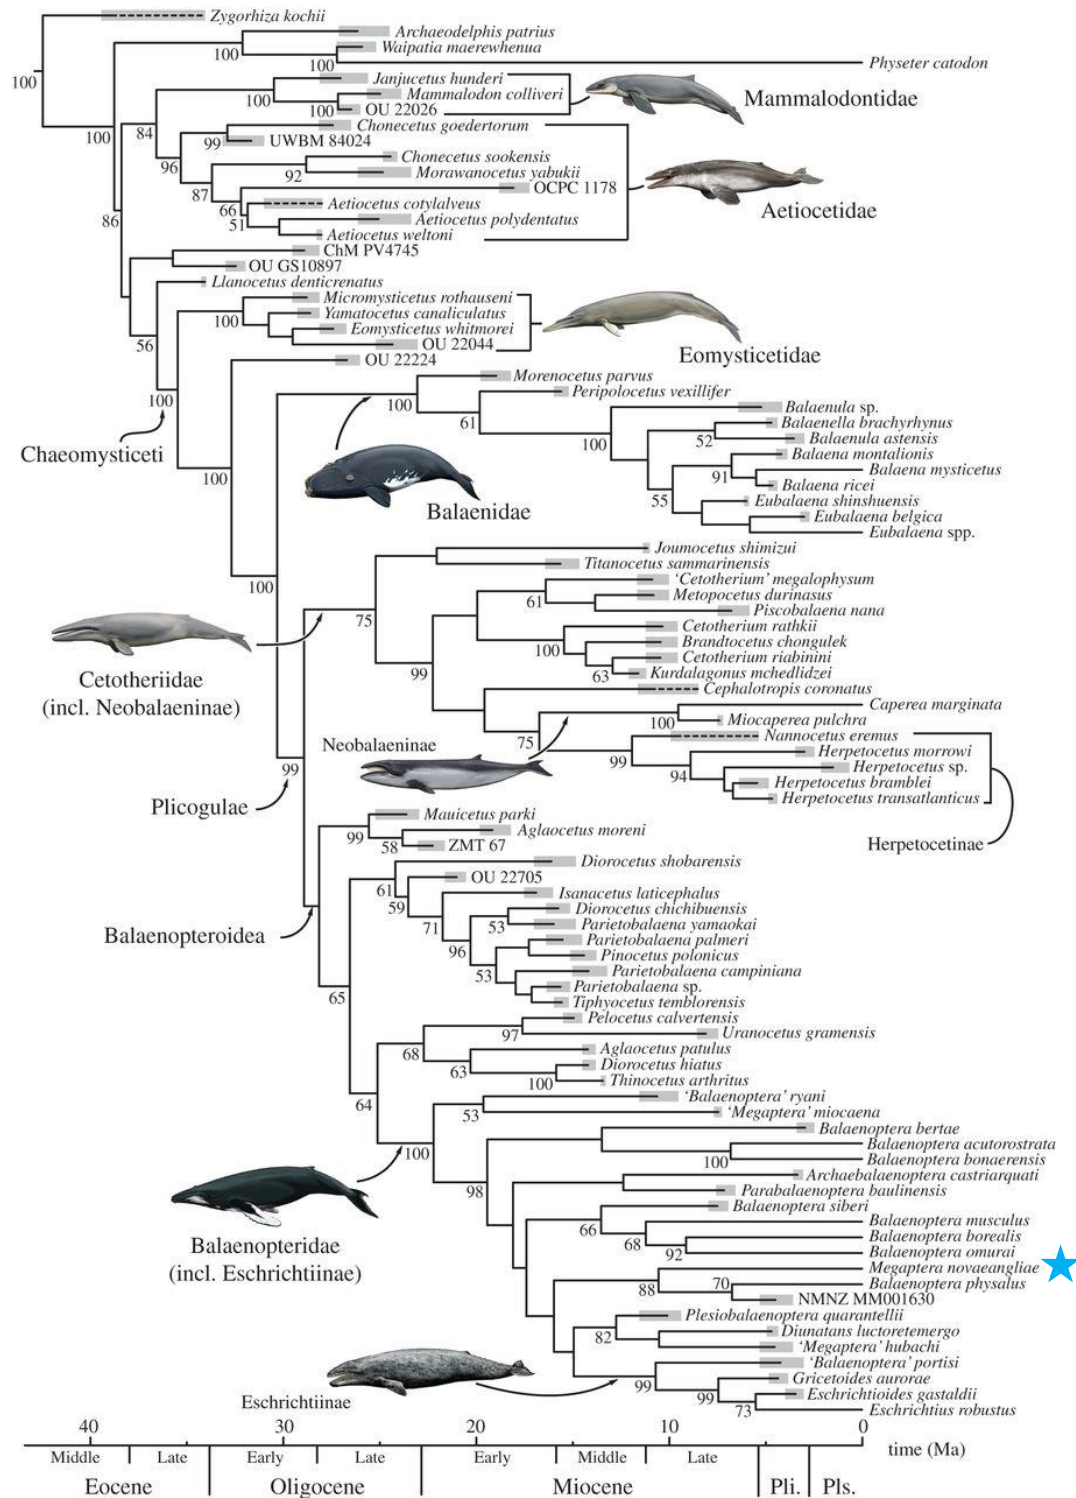 Zygorhiza kochii
Archaeodelphis patrius
100
Waipatia maerewhenua
100
Physeter catodon
100
Janjucetus hunderi
100
Mammalodon colliveri
Mammalodontidae
100
OU 22026
100
84
Chonecetus goedertorum
99
UWBM 84024
96
Chonecetus sookensis
92
Morawanocetus yabukii
87
OCPC 1178
66
Aetiocetus cotylalveus
Aetiocetidae
86
51
Aetiocetus polydentatus
Aetiocetus weltoni
ChM PV4745
OU GS10897
Llanocetus denticrenatus
Micromysticetus rothauseni
100
Yamatocetus canaliculatus
Eomysticetus whitmorei
56
OU 22044
Eomysticetidae
OU 22224
100
Morenocetus parvus
100
Peripolocetus vexillifer
61
Balaenula sp.
Chaeomysticeti
100
Balaenella brachyrhynus
52
Balaenula astensis
Balaena montalionis
100
91
Balaena mysticetus
Balaena ricei
55
Eubalaena shinshuensis
Balaenidae
Eubalaena belgica
Eubalaena spp.
Joumocetus shimizui
Titanocetus sammarinensis
100
‘Cetotherium’ megalophysum
61
Metopocetus durinasus
75
Piscobalaena nana
Cetotherium rathkii
100
Brandtocetus chongulek
Cetotherium riabinini
99
63
Kurdalagonus mchedlidzei
Cetotheriidae
(incl. Neobalaeninae)
Cephalotropis coronatus
Caperea marginata
100
Miocaperea pulchra
75
Nannocetus eremus
Neobalaeninae
99
Herpetocetus morrowi
94
Herpetocetus sp.
99
Herpetocetus bramblei
Herpetocetus transatlanticus
Plicogulae
Mauicetus parki
99
Aglaocetus moreni
58
ZMT 67
Herpetocetinae
Diorocetus shobarensis
61
OU 22705
59
Isanacetus laticephalus
71
Diorocetus chichibuensis
53
Parietobalaena yamaokai
Balaenopteroidea
96
Parietobalaena palmeri
Pinocetus polonicus
53
Parietobalaena campiniana
65
Parietobalaena sp.
Tiphyocetus temblorensis
Pelocetus calvertensis
97
Uranocetus gramensis
68
Aglaocetus patulus
63
Diorocetus hiatus
100
Thinocetus arthritus
64
‘Balaenoptera’ ryani
53
‘Megaptera’ miocaena
Balaenoptera bertae
100
Balaenoptera acutorostrata
100
Balaenoptera bonaerensis
98
Archaebalaenoptera castriarquati
Parabalaenoptera baulinensis
Balaenoptera siberi
66
Balaenoptera musculus
68
Balaenoptera borealis
92
Balaenoptera omurai
Balaenopteridae
(incl. Eschrichtiinae)
Megaptera novaeangliae
88
70
Balaenoptera physalus
NMNZ MM001630
Plesiobalaenoptera quarantellii
82
Diunatans luctoretemergo
‘Megaptera’ hubachi
‘Balaenoptera’ portisi
99
Gricetoides aurorae
99
Eschrichtioides gastaldii
Eschrichtiinae
73
Eschrichtius robustus
40 30 20 10 0
time (Ma)
Middle Late Early Late Early Middle Late
Eocene Oligocene Miocene Pli. Pls.